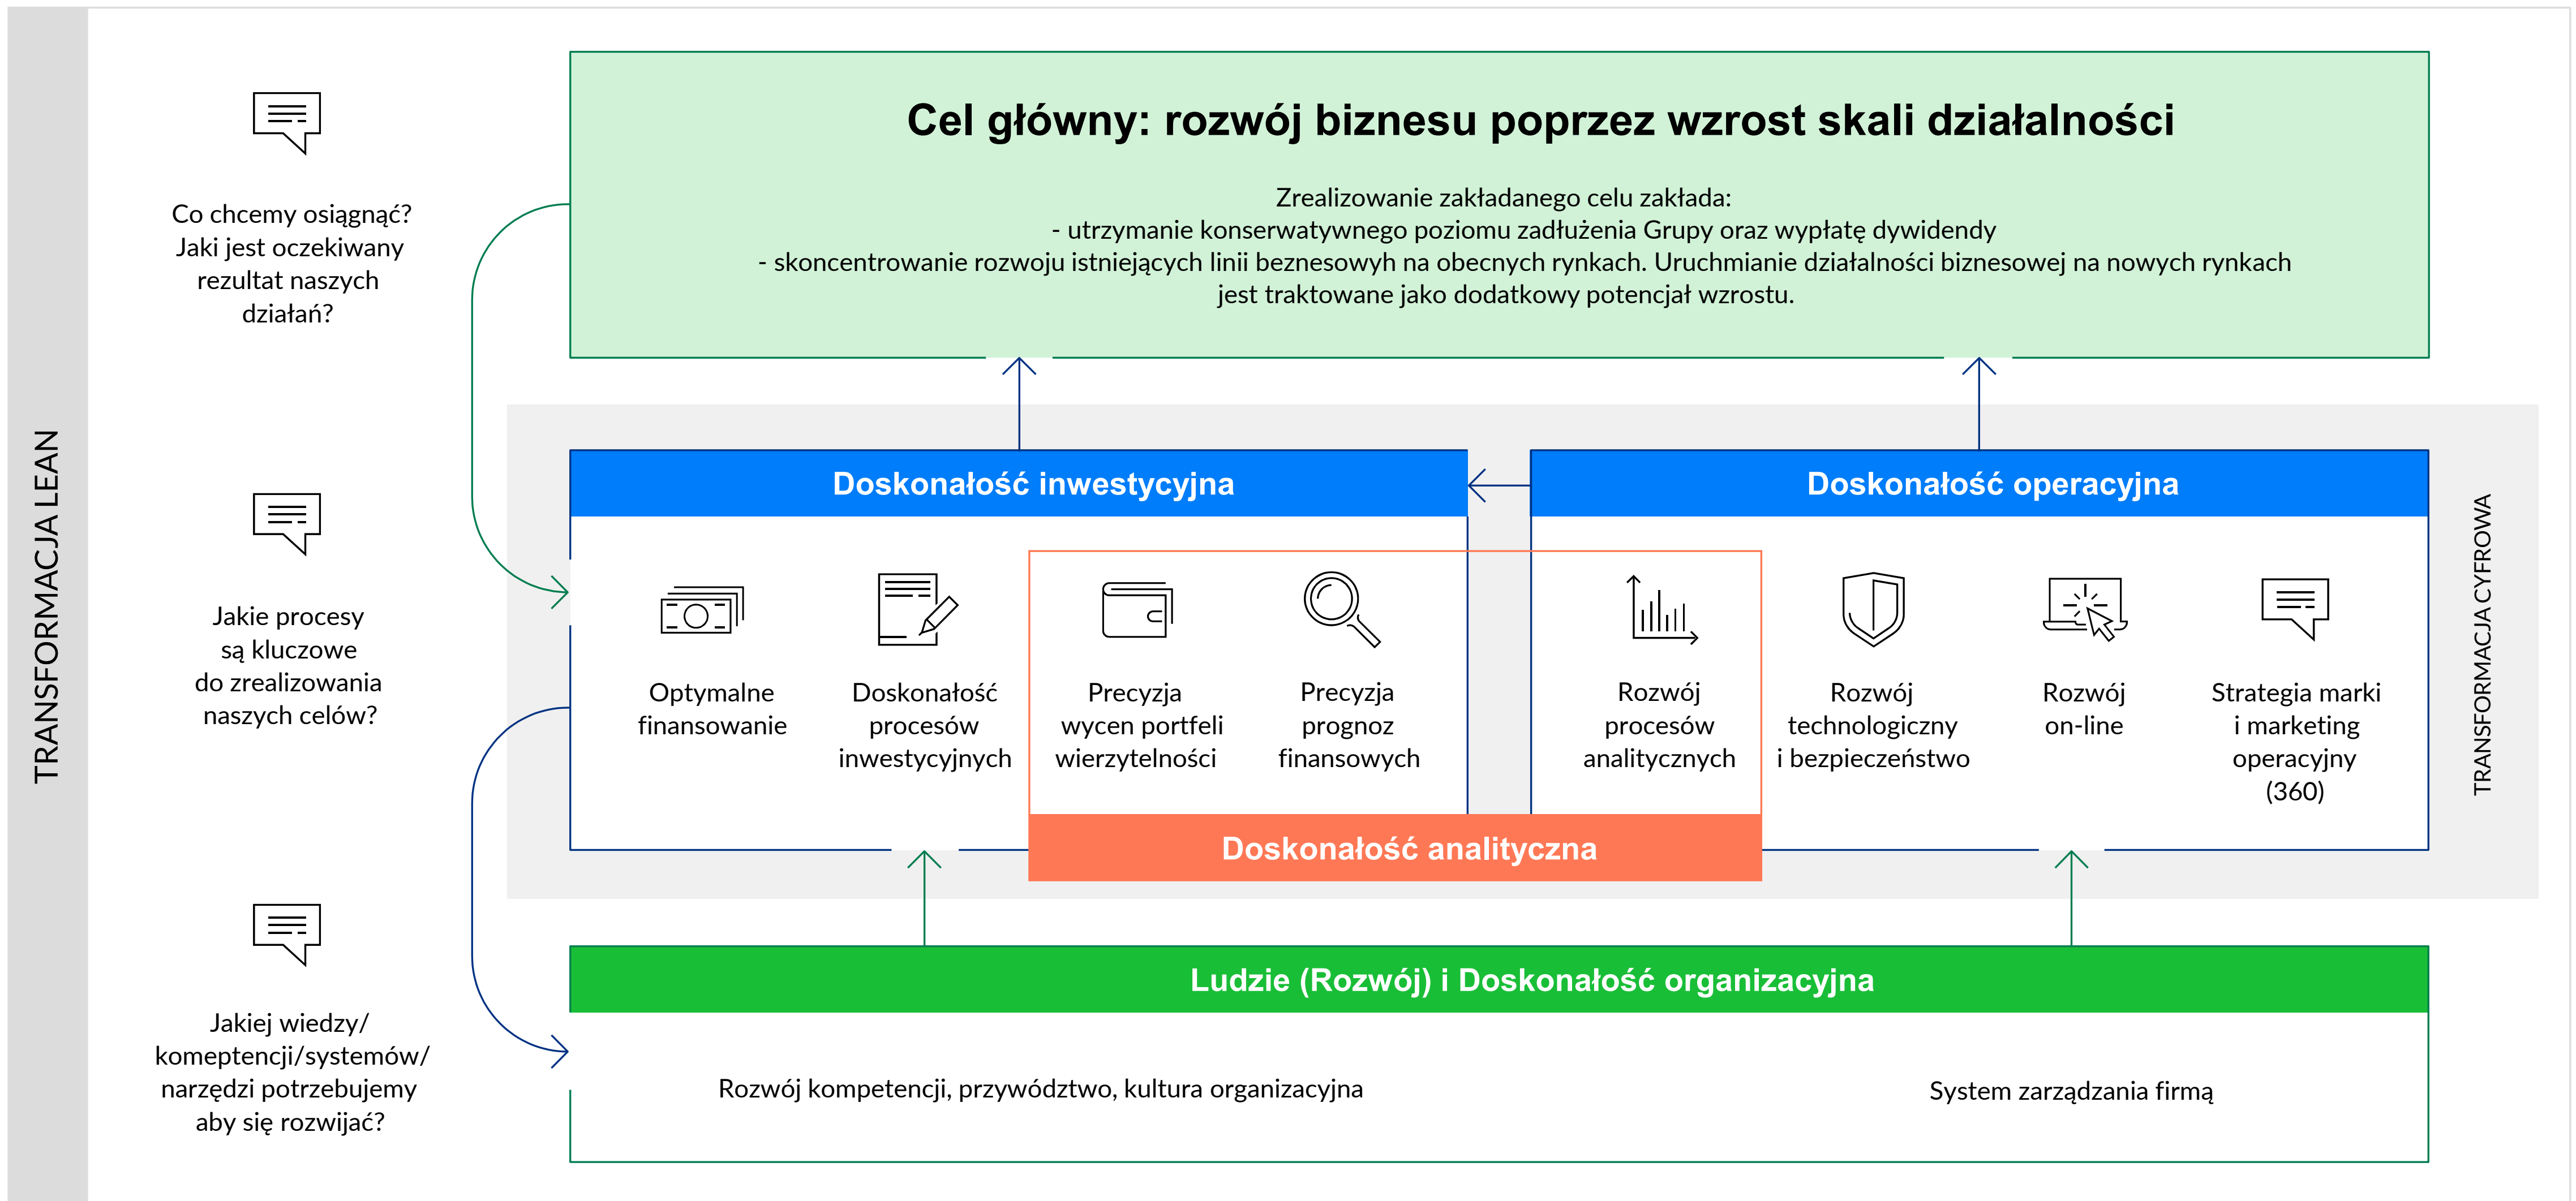 TRANSFORMACJA LEAN
Co chcemy osiągnąć?
Jaki jest oczekiwany
rezultat naszych
działań?
Cel główny: rozwój biznesu poprzez wzrost skali działalności
Zrealizowanie zakładanego celu zakłada:
- utrzymanie konserwatywnego poziomu zadłużenia Grupy oraz wypłatę dywidendy
- skoncentrowanie rozwoju istniejących linii beznesowyh na obecnych rynkach. Uruchmianie działalności biznesowej na nowych rynkach
jest traktowane jako dodatkowy potencjał wzrostu.
Jakie procesy
są kluczowe
do zrealizowania
naszych celów?
Doskonałość inwestycyjna
Optymalne
finansowanie
Doskonałość
procesów
inwestycyjnych
Precyzja
wycen portfeli
wierzytelności
Precyzja
prognoz
finansowych
Doskonałość operacyjna
Rozwój
procesów
analitycznych
Rozwój
technologiczny
i bezpieczeństwo
Rozwój
on-line
Strategia marki
i marketing
operacyjny
(360)
Doskonałość analityczna
TRANSFORMACJA CYFROWA
Jakiej wiedzy/
komeptencji/systemów/
narzędzi potrzebujemy
aby się rozwijać?
Ludzie (Rozwój) i Doskonałość organizacyjna
Rozwój kompetencji, przywództwo, kultura organizacyjna
System zarządzania firmą